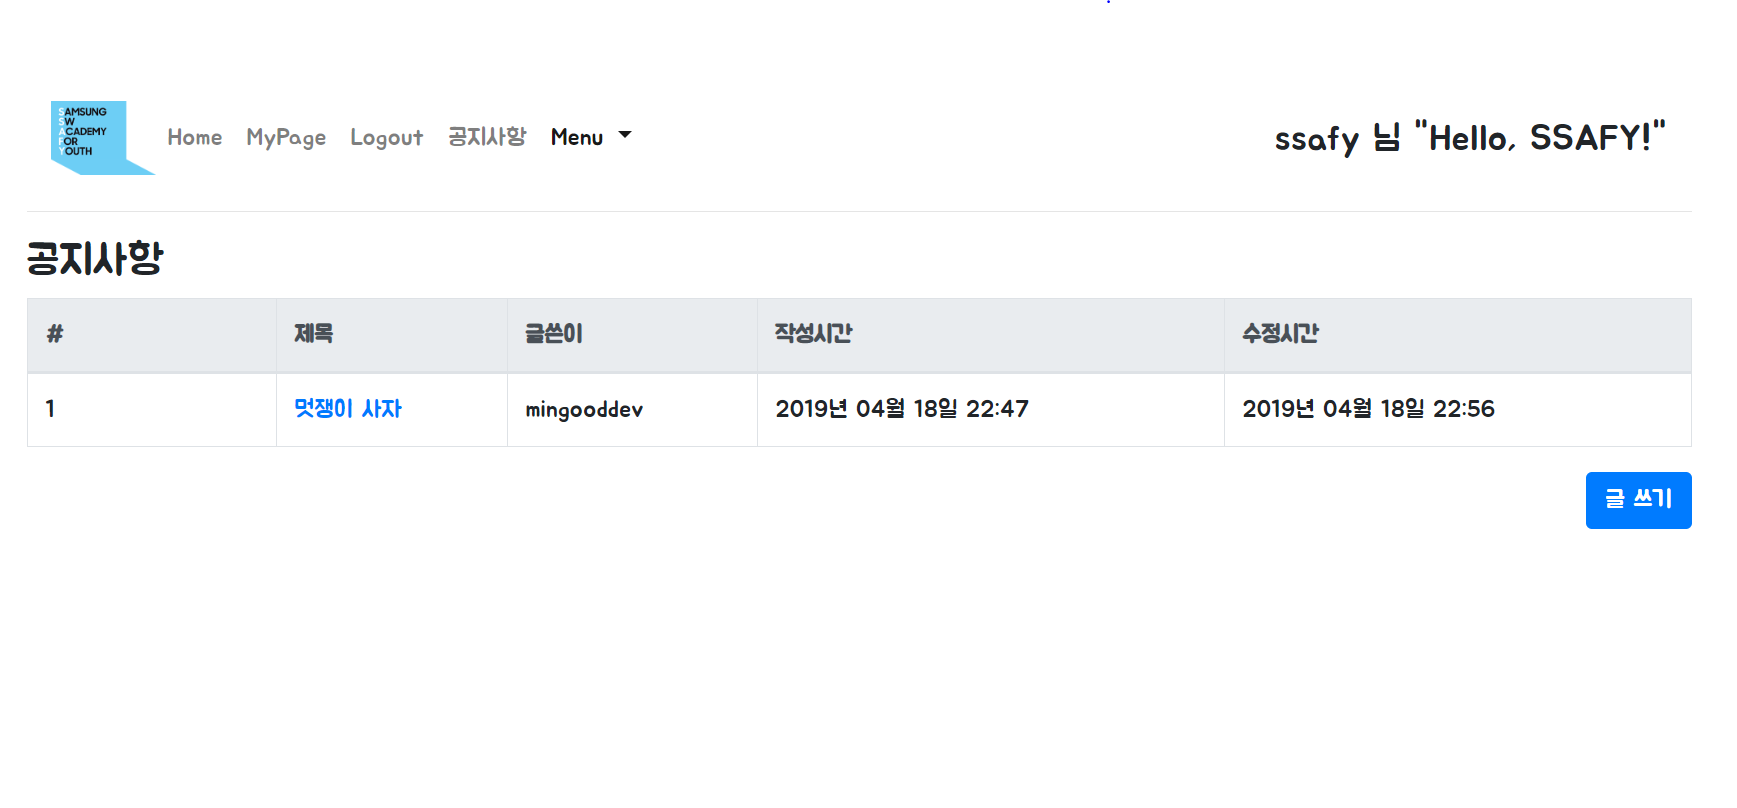 SAMSUNG
SW
ACADEMY
FOR
YOUTH
Home MyPage Logout 공지사항 Menu
ssafy 님 "Hello, SSAFY!"
공지사항
# 제목 글쓴이 작성시간 수정시간
1 멋쟁이 사자 mingooddev 2019년 04월 18일 22:47 2019년 04월 18일 22:56
글 쓰기